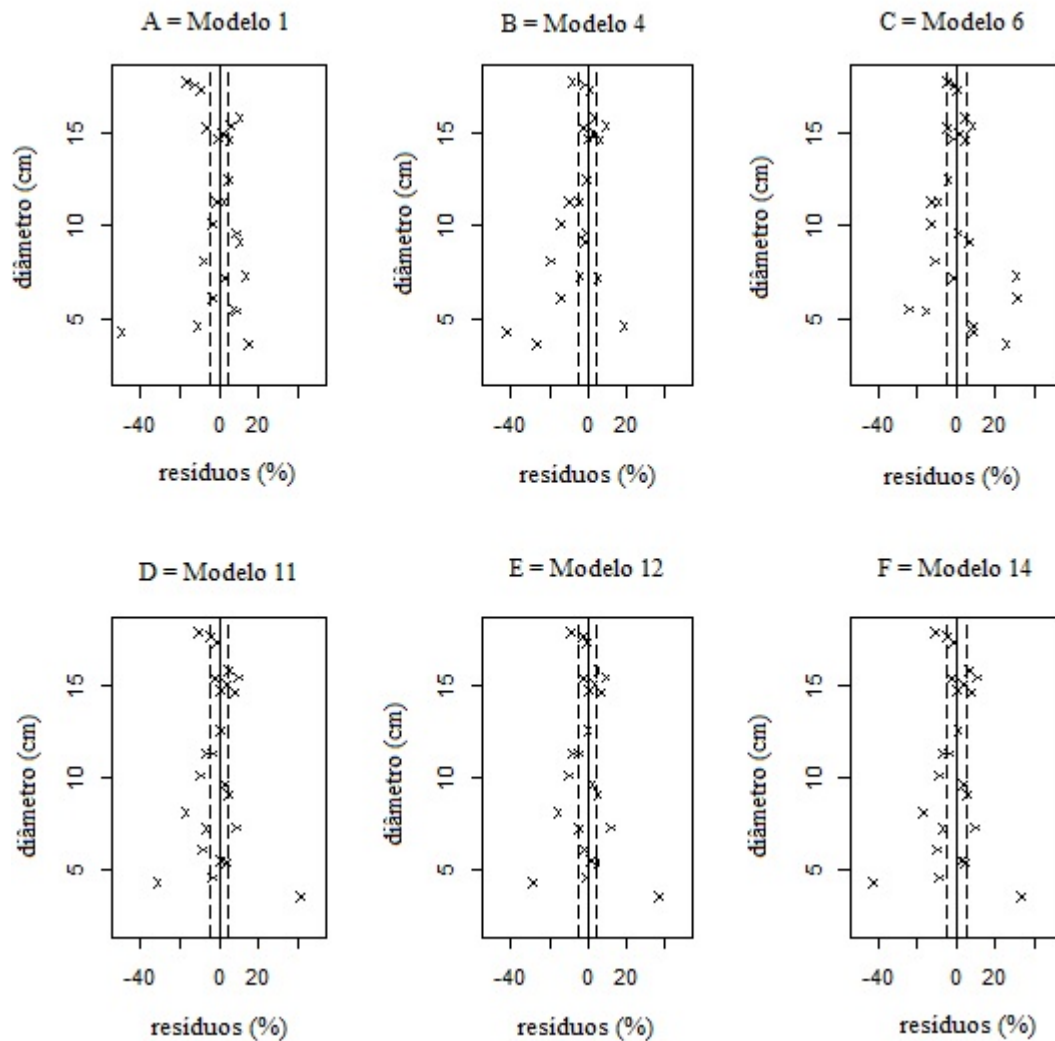 A = Modelo 1
B = Modelo 4
C = Modelo 6
diâmetro (cm)
15
10
5
-40 0 20
resíduos (%)
diâmetro (cm)
15
10
5
-40 0 20
resíduos (%)
diâmetro (cm)
15
10
5
-40 0 20
resíduos (%)
D = Modelo 11
E = Modelo 12
F = Modelo 14
diâmetro (cm)
15
10
5
-40 0 20
resíduos (%)
diâmetro (cm)
15
10
5
-40 0 20
resíduos (%)
diâmetro (cm)
15
10
5
-40 0 20
resíduos (%)